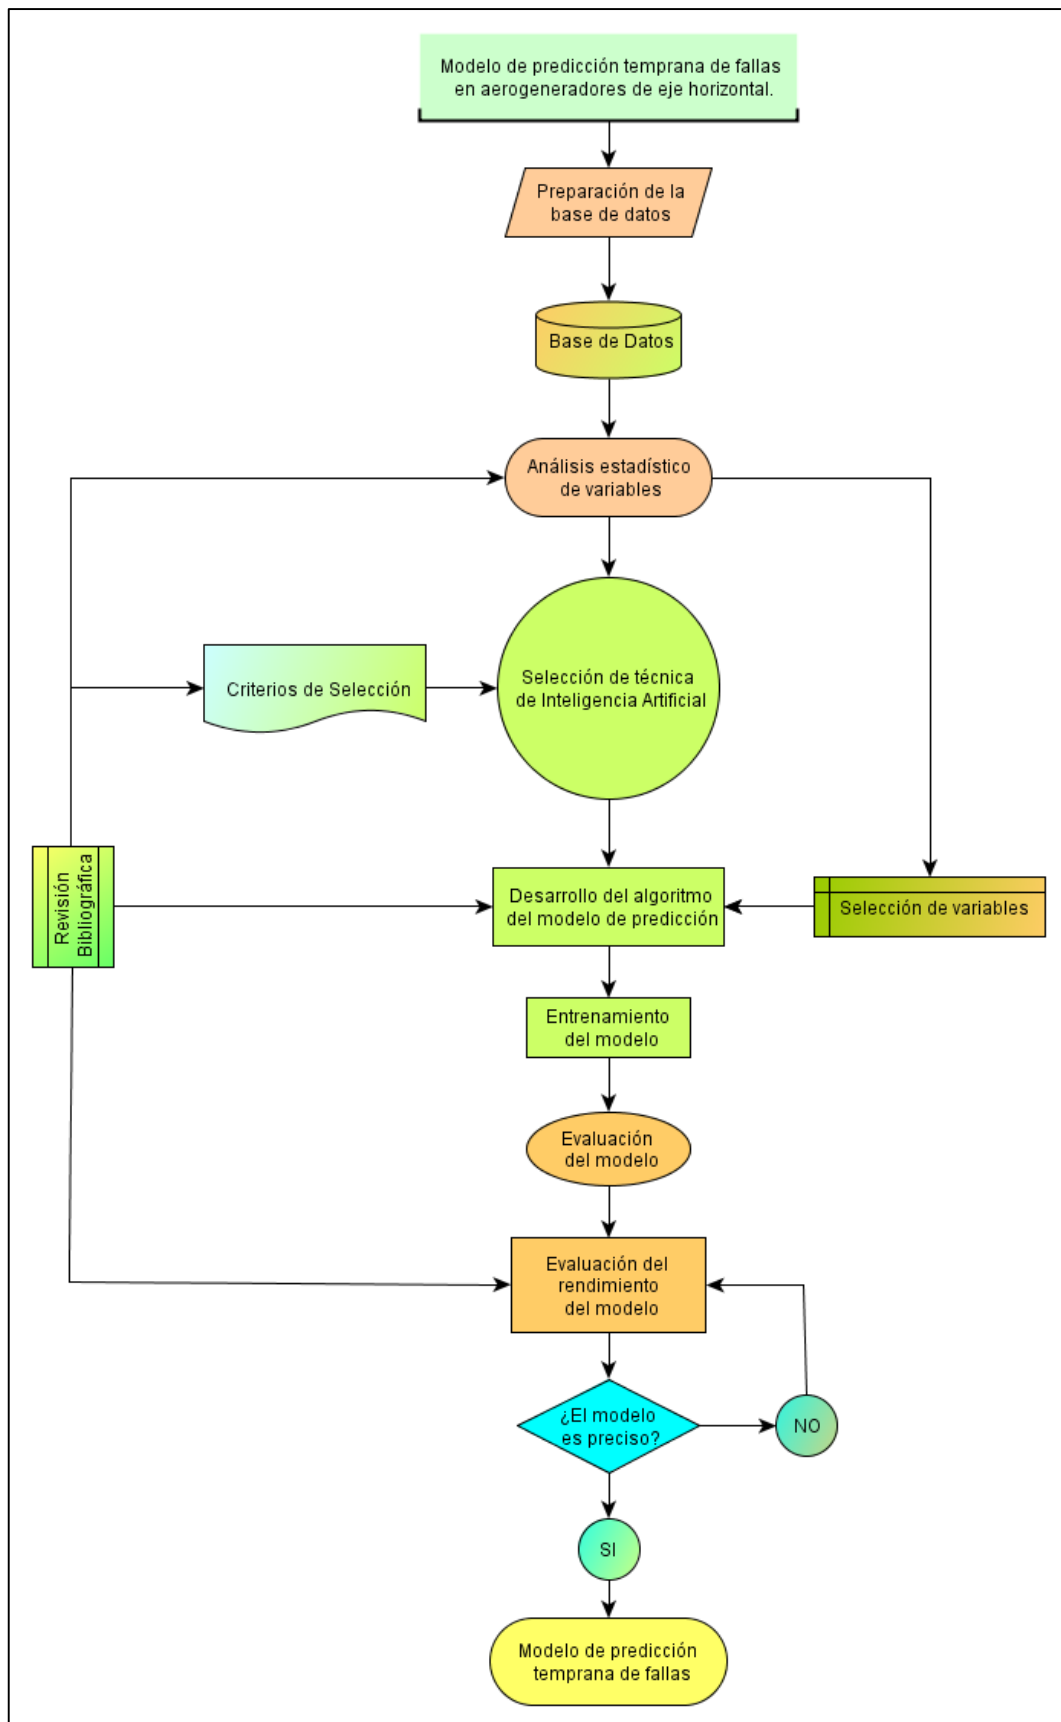 Modelo de predicción temprana de fallas
en aerogeneradores de eje horizontal.
Preparación de la
base de datos
Base de Datos
Análisis estadístico
de variables
Criterios de Selección
Selección de técnica
de Inteligencia Artificial
Revisión
Bibliográfica
Desarrollo del algoritmo
del modelo de predicción
Selección de variables
Entrenamiento
del modelo
Evaluación
del modelo
Evaluación del
rendimiento
del modelo
¿El modelo
es preciso?
NO
SI
Modelo de predicción
temprana de fallas